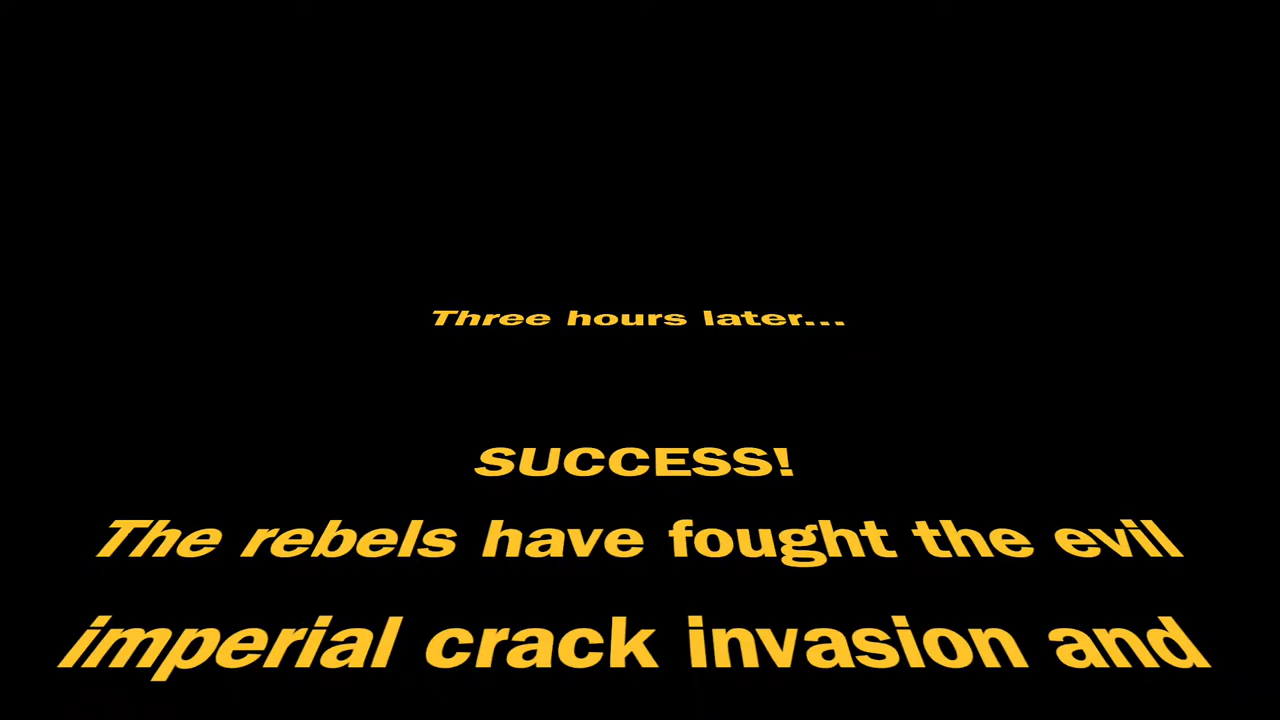 Three hours later...
SUCCESS!
The rebels have fought the evil
imperial crack invasion and